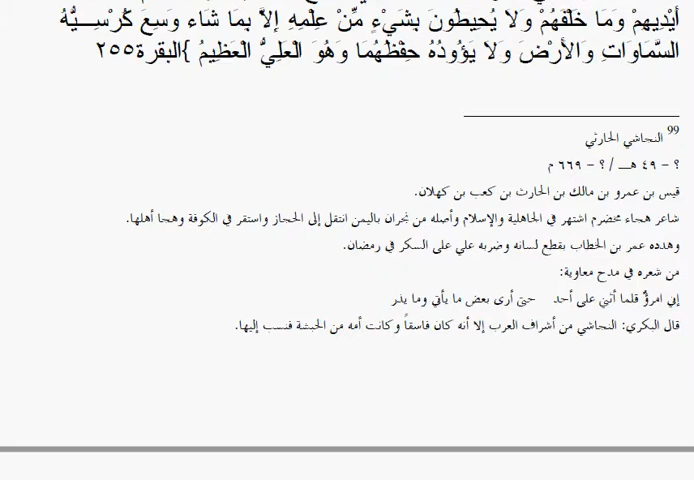 أَيْدِيهِمْ وَمَا خَلْفَهُمْ وَلاَ يُحِيطُونَ بِشَيْءٍ مِّنْ عِلْمِهِ إِلاَّ بِمَا شَاء وَسِعَ كُرْسِـــيُّهُ
السَّمَاوَاتِ وَالأَرْضَ وَلاَ يَؤُودُهُ حِفْظُهُمَا وَهُوَ الْعَلِيُّ الْعَظِيمُ }البقرة٢٥٥
99 النجاشي الحارثي
؟ - ٤٩ هـــ / ؟ - ٦٦٩ م
قيس بن عمرو بن مالك بن الحارث بن كعب بن كهلان.
شاعر هجاء مخضرم اشتهر في الجاهلية والإسلام وأصله من نجران باليمن انتقل إلى الحجاز واستقر في الكوفة وهجا أهلها.
وهدده عمر بن الخطاب بقطع لسانه وضربه علي على السكر في رمضان.
من شعره في مدح معاوية:
إني امرؤٌ قلما أثني على أحد    حتى أرى بعض ما يأتي وما يذر
قال البكري: النجاشي من أشراف العرب إلا أنه كان فاسقاً وكانت أمه من الحبشة فنسب إليها.